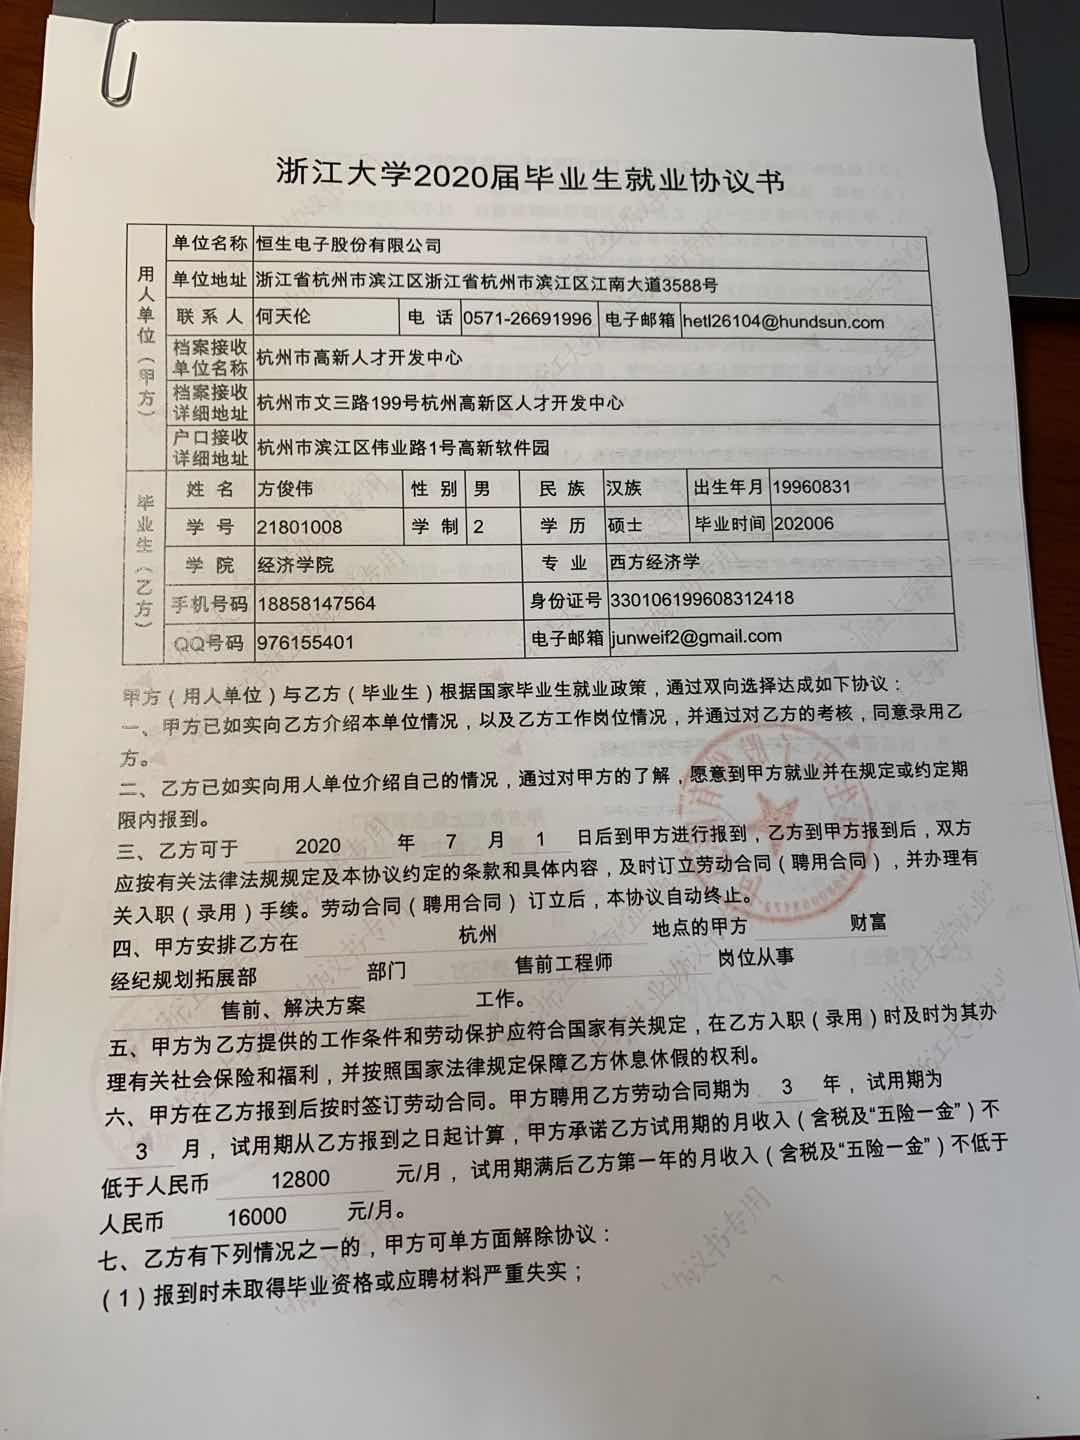 浙江大学2020届毕业生就业协议书
用人单位（甲方）
单位名称 恒生电子股份有限公司
单位地址 浙江省杭州市滨江区浙江省杭州市滨江区江南大道3588号
联系人 何天伦 电话 0571-26691996 电子邮箱 hetl26104@hundsun.com
档案接收单位名称 杭州市高新人才开发中心
档案接收详细地址 杭州市文三路199号杭州高新区人才开发中心
户口接收详细地址 杭州市滨江区伟业路1号高新软件园
毕业生（乙方）
姓名 方俊伟 性别 男 民族 汉族 出生年月 19960831
学号 21801008 学制 2 学历 硕士 毕业时间 202006
学院 经济学院 专业 西方经济学
手机号码 18858147564 身份证号 330106199608312418
QQ号码 976155401 电子邮箱 junweif2@gmail.com
甲方（用人单位）与乙方（毕业生）根据国家毕业生就业政策，通过双向选择达成如下协议：
一、甲方已如实向乙方介绍本单位情况，以及乙方工作岗位情况，并通过对乙方的考核，同意录用乙
方。
二、乙方已如实向用人单位介绍自己的情况，通过对甲方的了解，愿意到甲方就业并在规定或约定期
限内报到。
三、乙方可于 2020 年 7 月 1 日后到甲方进行报到，乙方到甲方报到后，双方
应按有关法律法规规定及本协议约定的条款和具体内容，及时订立劳动合同（聘用合同），并办理有
关入职（录用）手续。劳动合同（聘用合同） 订立后，本协议自动终止。
四、甲方安排乙方在 杭州 地点的甲方 财富
经纪规划拓展部 部门 售前工程师 岗位从事
售前、解决方案 工作。
五、甲方为乙方提供的工作条件和劳动保护应符合国家有关规定，在乙方入职（录用）时及时为其办
理有关社会保险和福利，并按照国家法律规定保障乙方休息休假的权利。
六、甲方在乙方报到后按时签订劳动合同。甲方聘用乙方劳动合同期为 3 年，试用期为
3 月，试用期从乙方报到之日起计算，甲方承诺乙方试用期的月收入（含税及“五险一金”）不
低于人民币 12800 元/月，试用期满后乙方第一年的月收入（含税及“五险一金”）不低于
人民币 16000 元/月。
七、乙方有下列情况之一的，甲方可单方面解除协议：
（1）报到时未取得毕业资格或应聘材料严重失实；